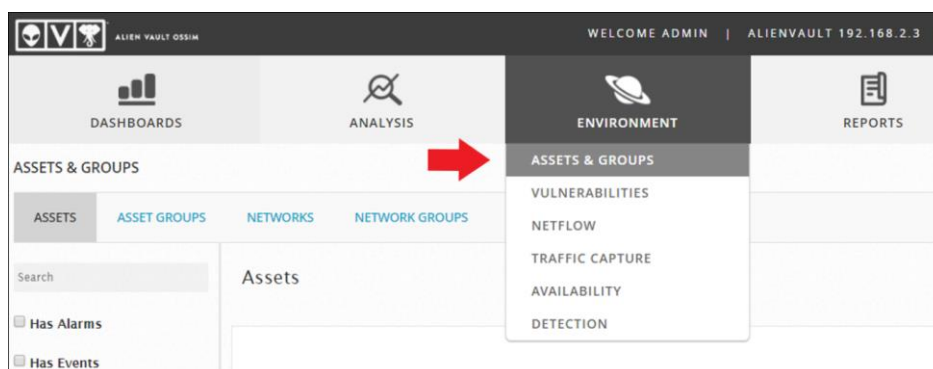 ALIEN VAULT OSSIM
WELCOME ADMIN | ALIENVAULT 192.168.2.3
DASHBOARDS
ANALYSIS
ENVIRONMENT
REPORTS
ASSETS & GROUPS
ASSETS
ASSET GROUPS
NETWORKS
NETWORK GROUPS
ASSETS & GROUPS
VULNERABILITIES
NETFLOW
TRAFFIC CAPTURE
AVAILABILITY
DETECTION
Search
Has Alarms
Has Events
Assets